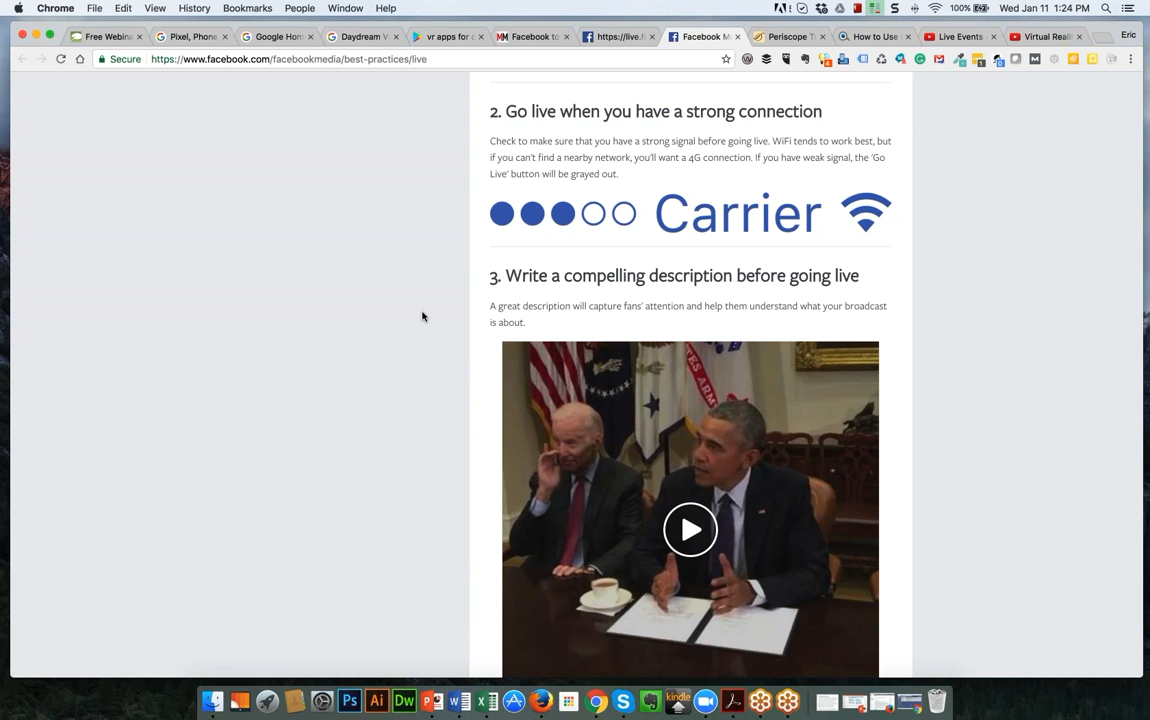 Chrome File Edit View History Bookmarks People Window Help 100% Wed Jan 11 1:24 PM
Free Webina Pixel, Phone Google Hom Daydream V vr apps for c Facebook to https://live.f Facebook M Periscope T How to Use Live Events - Virtual Reali Eric
Secure https://www.facebook.com/facebookmedia/best-practices/live
2. Go live when you have a strong connection
Check to make sure that you have a strong signal before going live. WiFi tends to work best, but
if you can't find a nearby network, you'll want a 4G connection. If you have weak signal, the 'Go
Live' button will be grayed out.
Carrier
3. Write a compelling description before going live
A great description will capture fans' attention and help them understand what your broadcast
is about.
ES ARM
Ps Ai Dw kindle